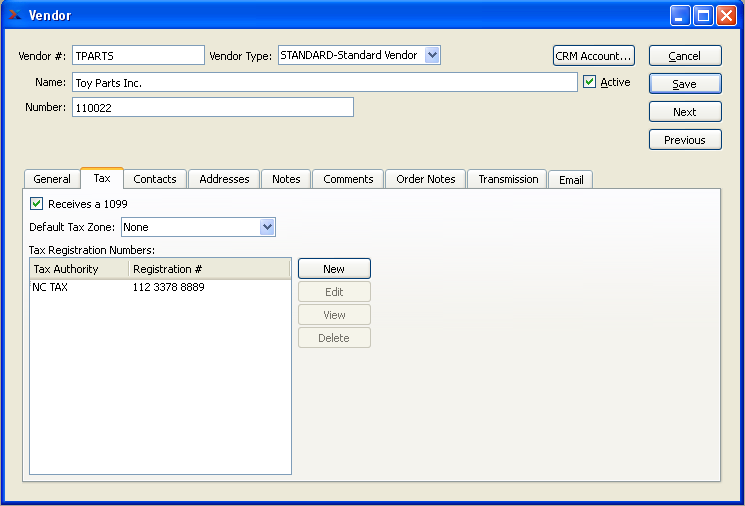 Vendor
Vendor #: TPARTS Vendor Type: STANDARD-Standard Vendor CRM Account... Cancel
Name: Toy Parts Inc. Active Save
Number: 110022 Next
Previous
General Tax Contacts Addresses Notes Comments Order Notes Transmission Email
Receives a 1099
Default Tax Zone: None
Tax Registration Numbers:
Tax Authority Registration # New
NC TAX 112 3378 8889 Edit
View
Delete